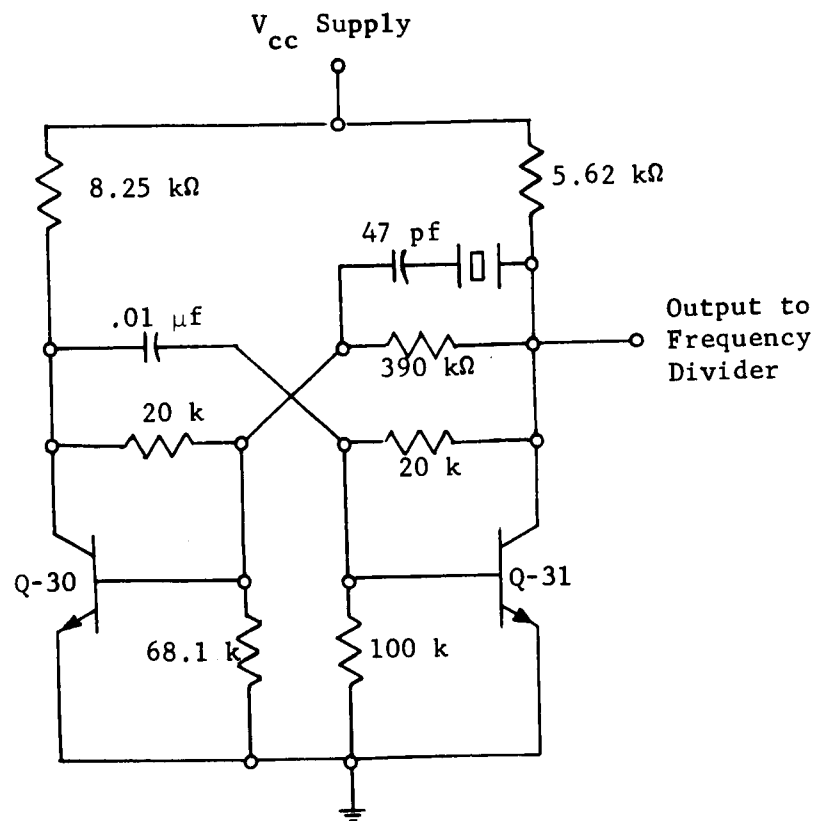 V_cc Supply
8.25 kΩ
5.62 kΩ
47 pf
.01 μf
Output to
Frequency
Divider
390 kΩ
20 k
20 k
Q-30
Q-31
68.1 k
100 k